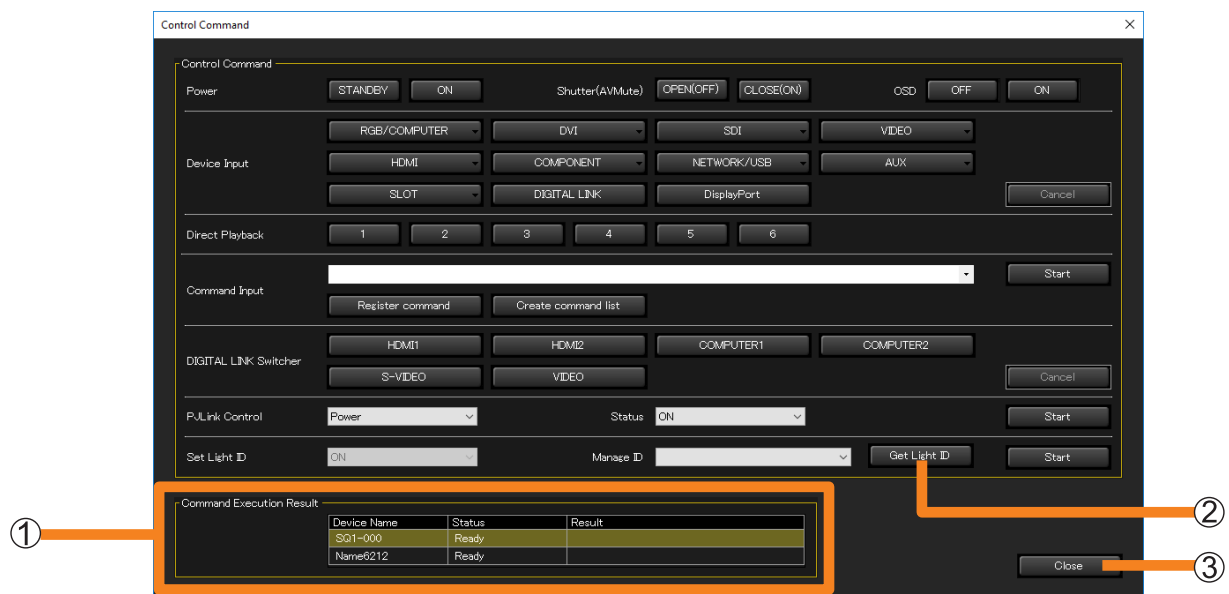 Control Command
Control Command
Power STANDBY ON Shutter(AVMute) OPEN(OFF) CLOSE(ON) OSD OFF ON
RGB/COMPUTER DVI SDI VIDEO
Device Input HDMI COMPONENT NETWORK/USB AUX
SLOT DIGITAL LINK DisplayPort Cancel
Direct Playback 1 2 3 4 5 6
Start
Command Input
Register command Create command list
HDMI1 HDMI2 COMPUTER1 COMPUTER2
DIGITAL LINK Switcher
S-VIDEO VIDEO Cancel
PJLink Control Power Status ON Start
Set Light ID ON Manage ID Get Light ID Start
Command Execution Result
Device Name Status Result
SQ1-000 Ready
Name6212 Ready
Close
①
②
③